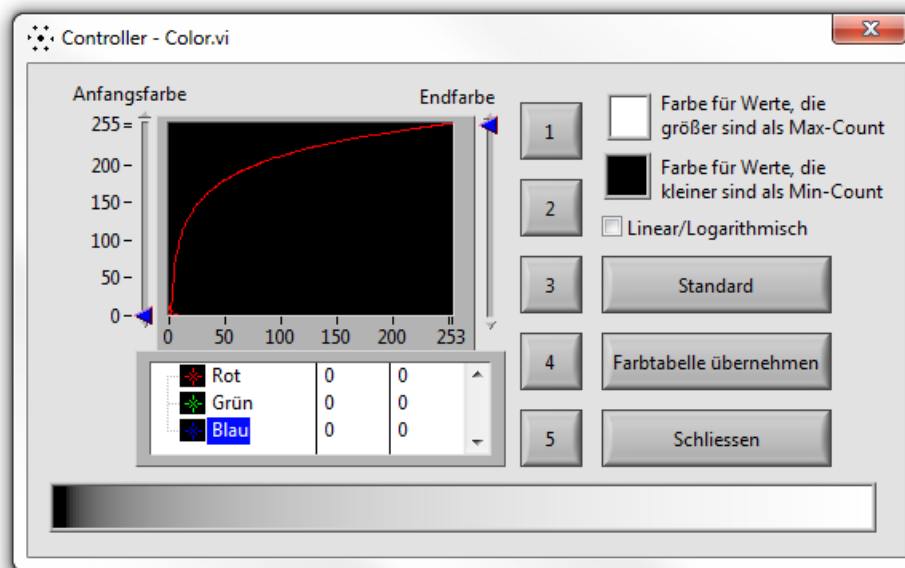 Controller - Color.vi
Anfangsfarbe
Endfarbe
255=
200
150
100
50
0
0 50 100 150 200 253
Rot 0 0
Grün 0 0
Blau 0 0
1
2
3
4
5
Farbe für Werte, die
größer sind als Max-Count
Farbe für Werte, die
kleiner sind als Min-Count
Linear/Logarithmisch
Standard
Farbtabelle übernehmen
Schliessen